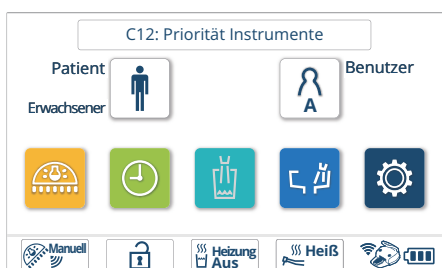 C12: Priorität Instrumente
Patient
Benutzer
Erwachsener
A
Manuell
Heizung
Aus
Heiß